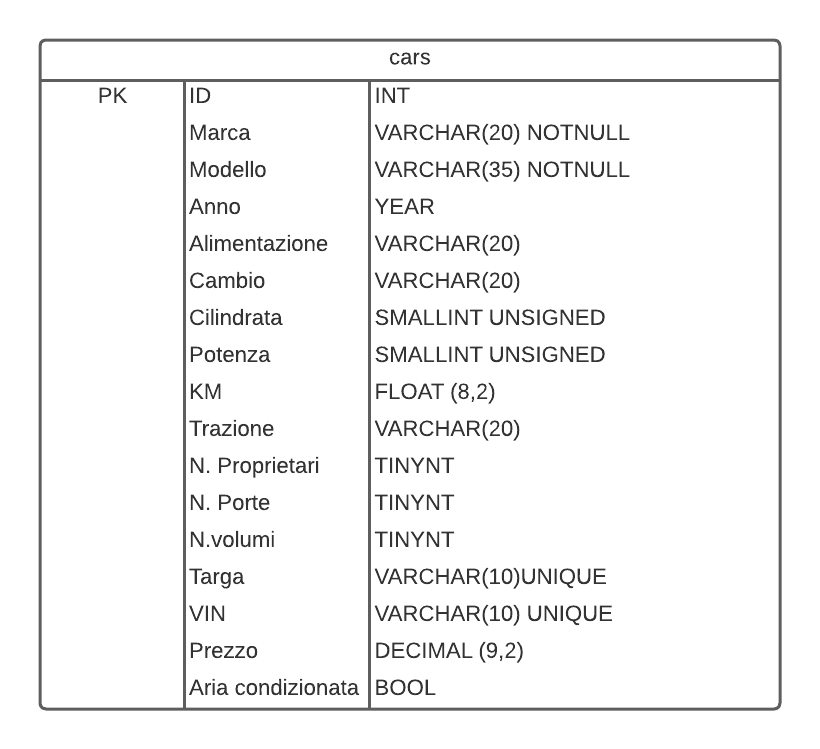 cars
PK ID INT
Marca VARCHAR(20) NOTNULL
Modello VARCHAR(35) NOTNULL
Anno YEAR
Alimentazione VARCHAR(20)
Cambio VARCHAR(20)
Cilindrata SMALLINT UNSIGNED
Potenza SMALLINT UNSIGNED
KM FLOAT (8,2)
Trazione VARCHAR(20)
N. Proprietari TINYNT
N. Porte TINYNT
N.volumi TINYNT
Targa VARCHAR(10)UNIQUE
VIN VARCHAR(10) UNIQUE
Prezzo DECIMAL (9,2)
Aria condizionata BOOL